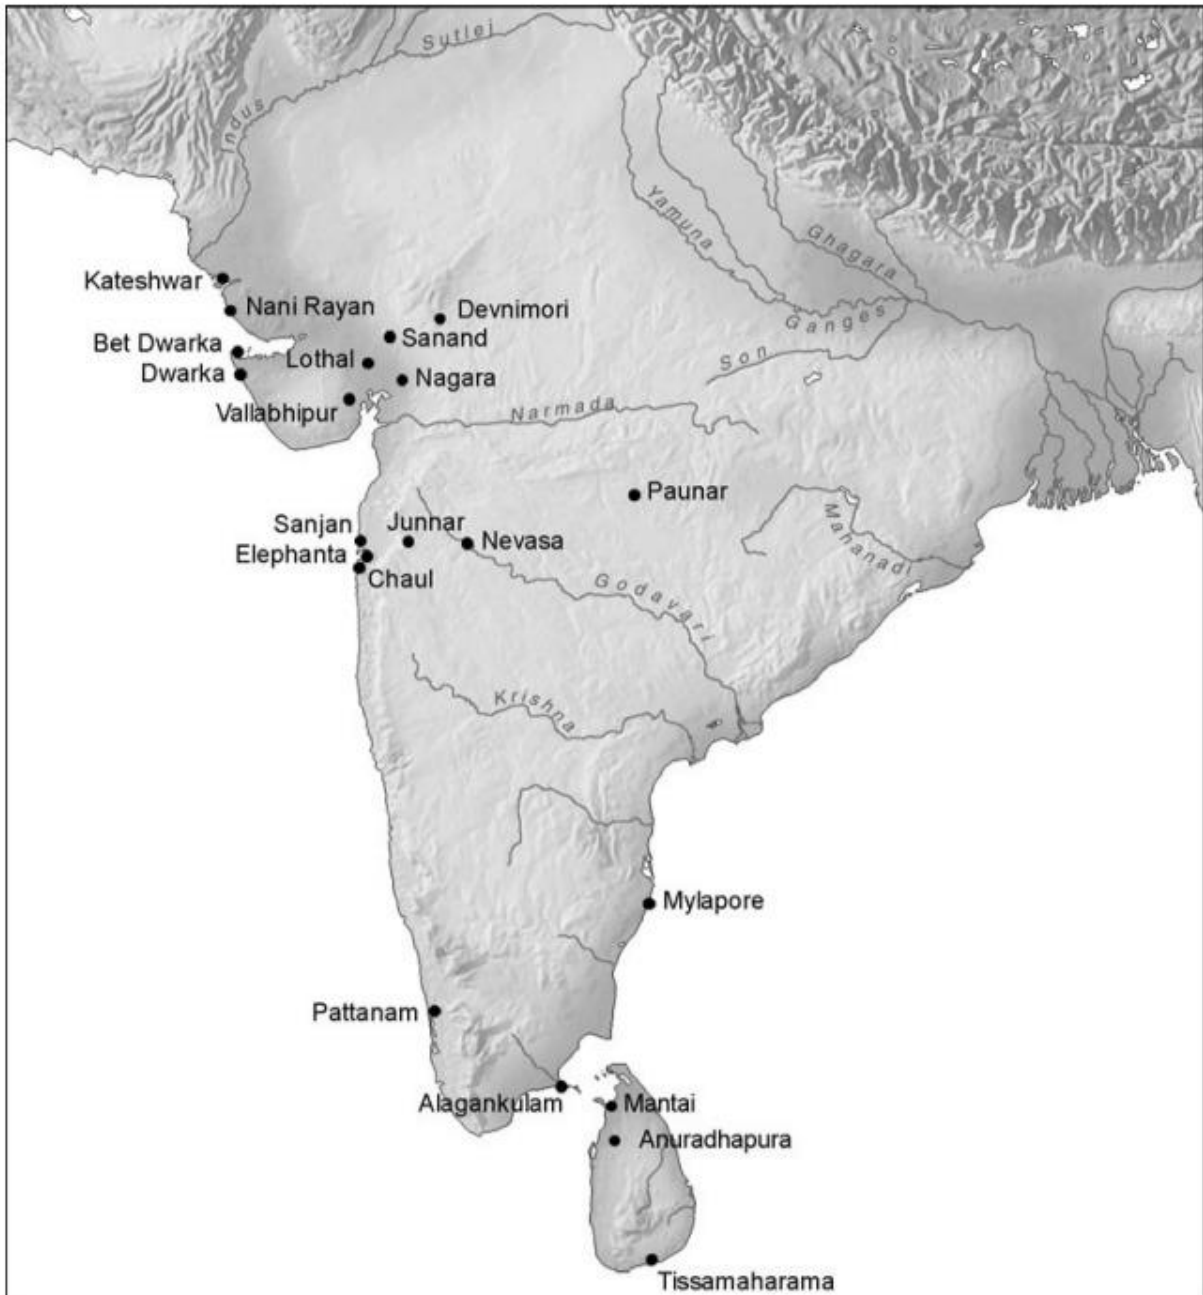 Sutlej
Indus
Yamuna
Ghagara
Kateshwar
Nani Rayan
Devnimori
Ganges
Bet Dwarka
Sanand
Son
Lothal
Dwarka
Nagara
Vallabhipur
Narmada
Paunar
Sanjan
Junnar
Mahanadi
Nevasa
Elephanta
Chaul
Godavari
Krishna
Mylapore
Pattanam
Alagankulam
Mantai
Anuradhapura
Tissamaharama